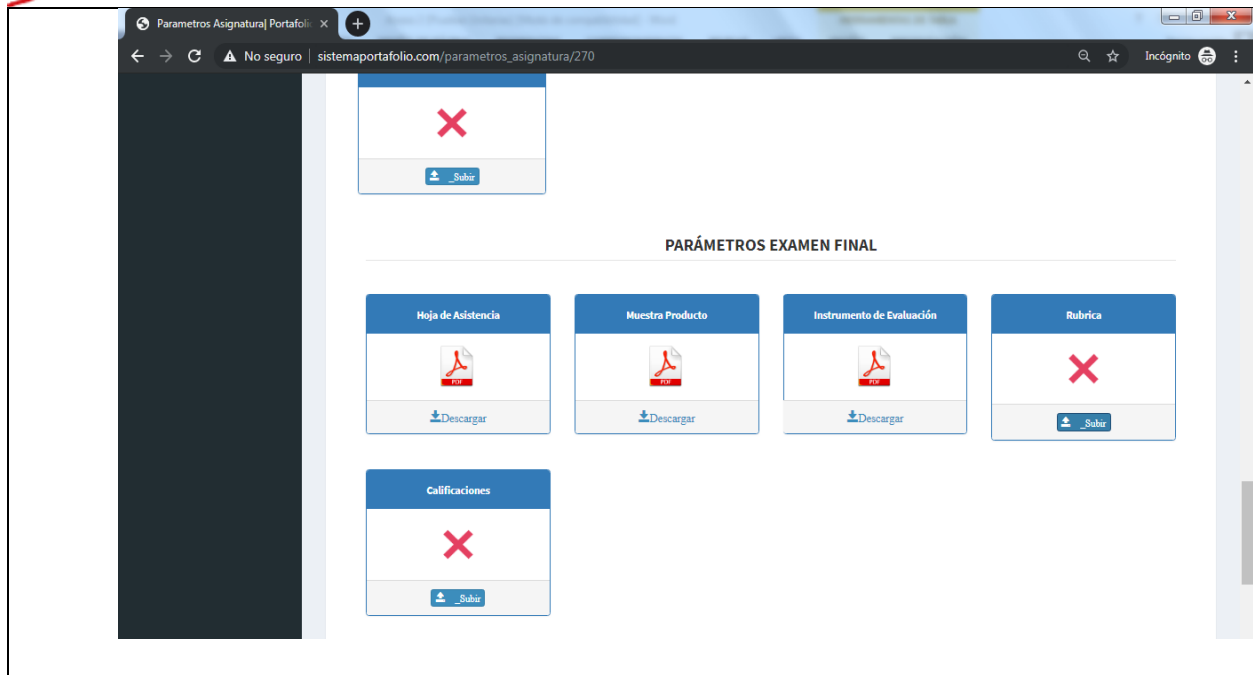 Parametros Asignatura| Portafolio
No seguro | sistemaportafolio.com/parametros_asignatura/270
Incógnito
_Subir
PARÁMETROS EXAMEN FINAL
Hoja de Asistencia
Muestra Producto
Instrumento de Evaluación
Rubrica
PDF
PDF
PDF
Descargar
Descargar
Descargar
_Subir
Calificaciones
_Subir